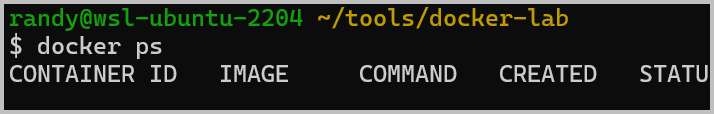 randy@wsl-ubuntu-2204 ~/tools/docker-lab
$ docker ps
CONTAINER ID   IMAGE     COMMAND   CREATED   STATU